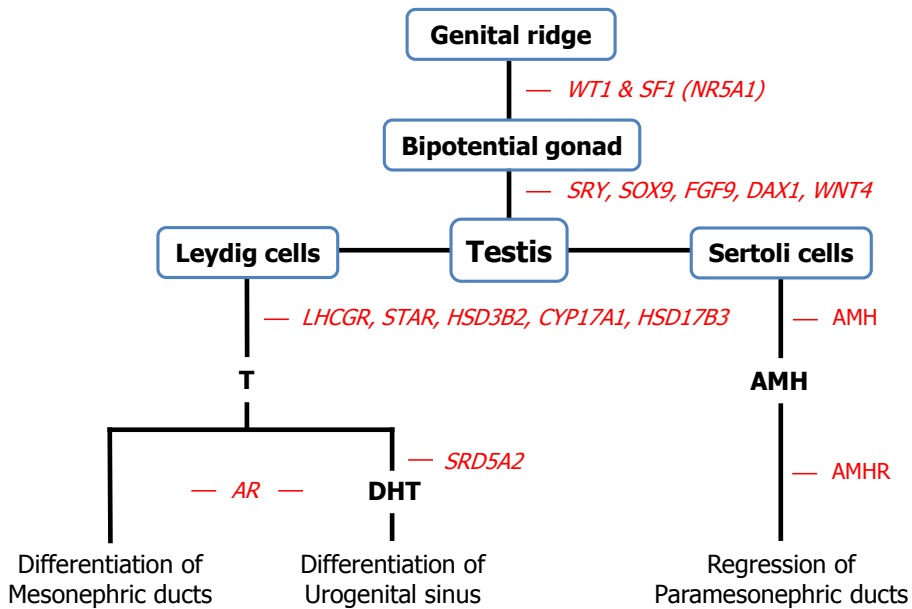 Genital ridge
— WT1 & SF1 (NR5A1)
Bipotential gonad
— SRY, SOX9, FGF9, DAX1, WNT4
Leydig cells
Testis
Sertoli cells
— LHCGR, STAR, HSD3B2, CYP17A1, HSD17B3
— AMH
T
AMH
— SRD5A2
— AR —
DHT
— AMHR
Differentiation of
Mesonephric ducts
Differentiation of
Urogenital sinus
Regression of
Paramesonephric ducts